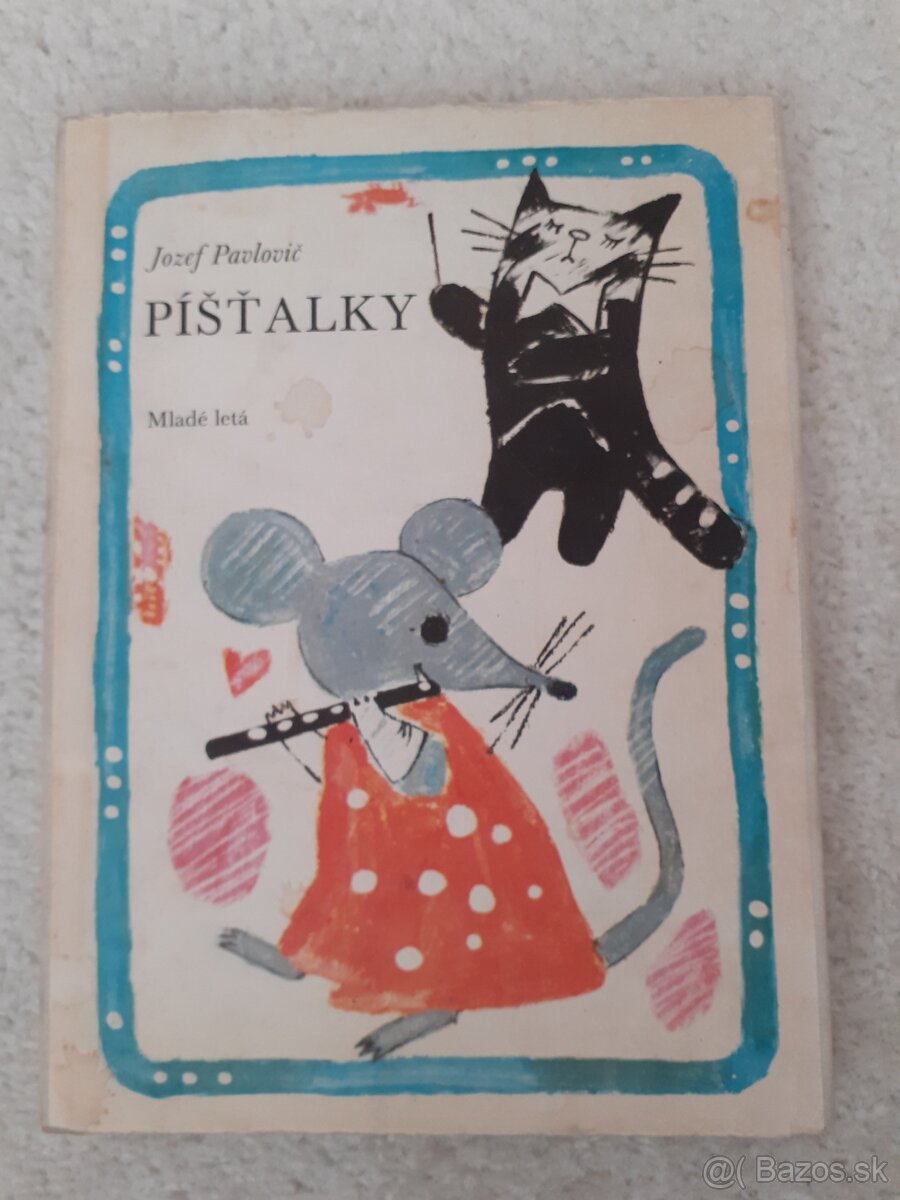 Jozef Pavlovič
PÍŠŤALKY
Mladé letá
@( Bazos.sk